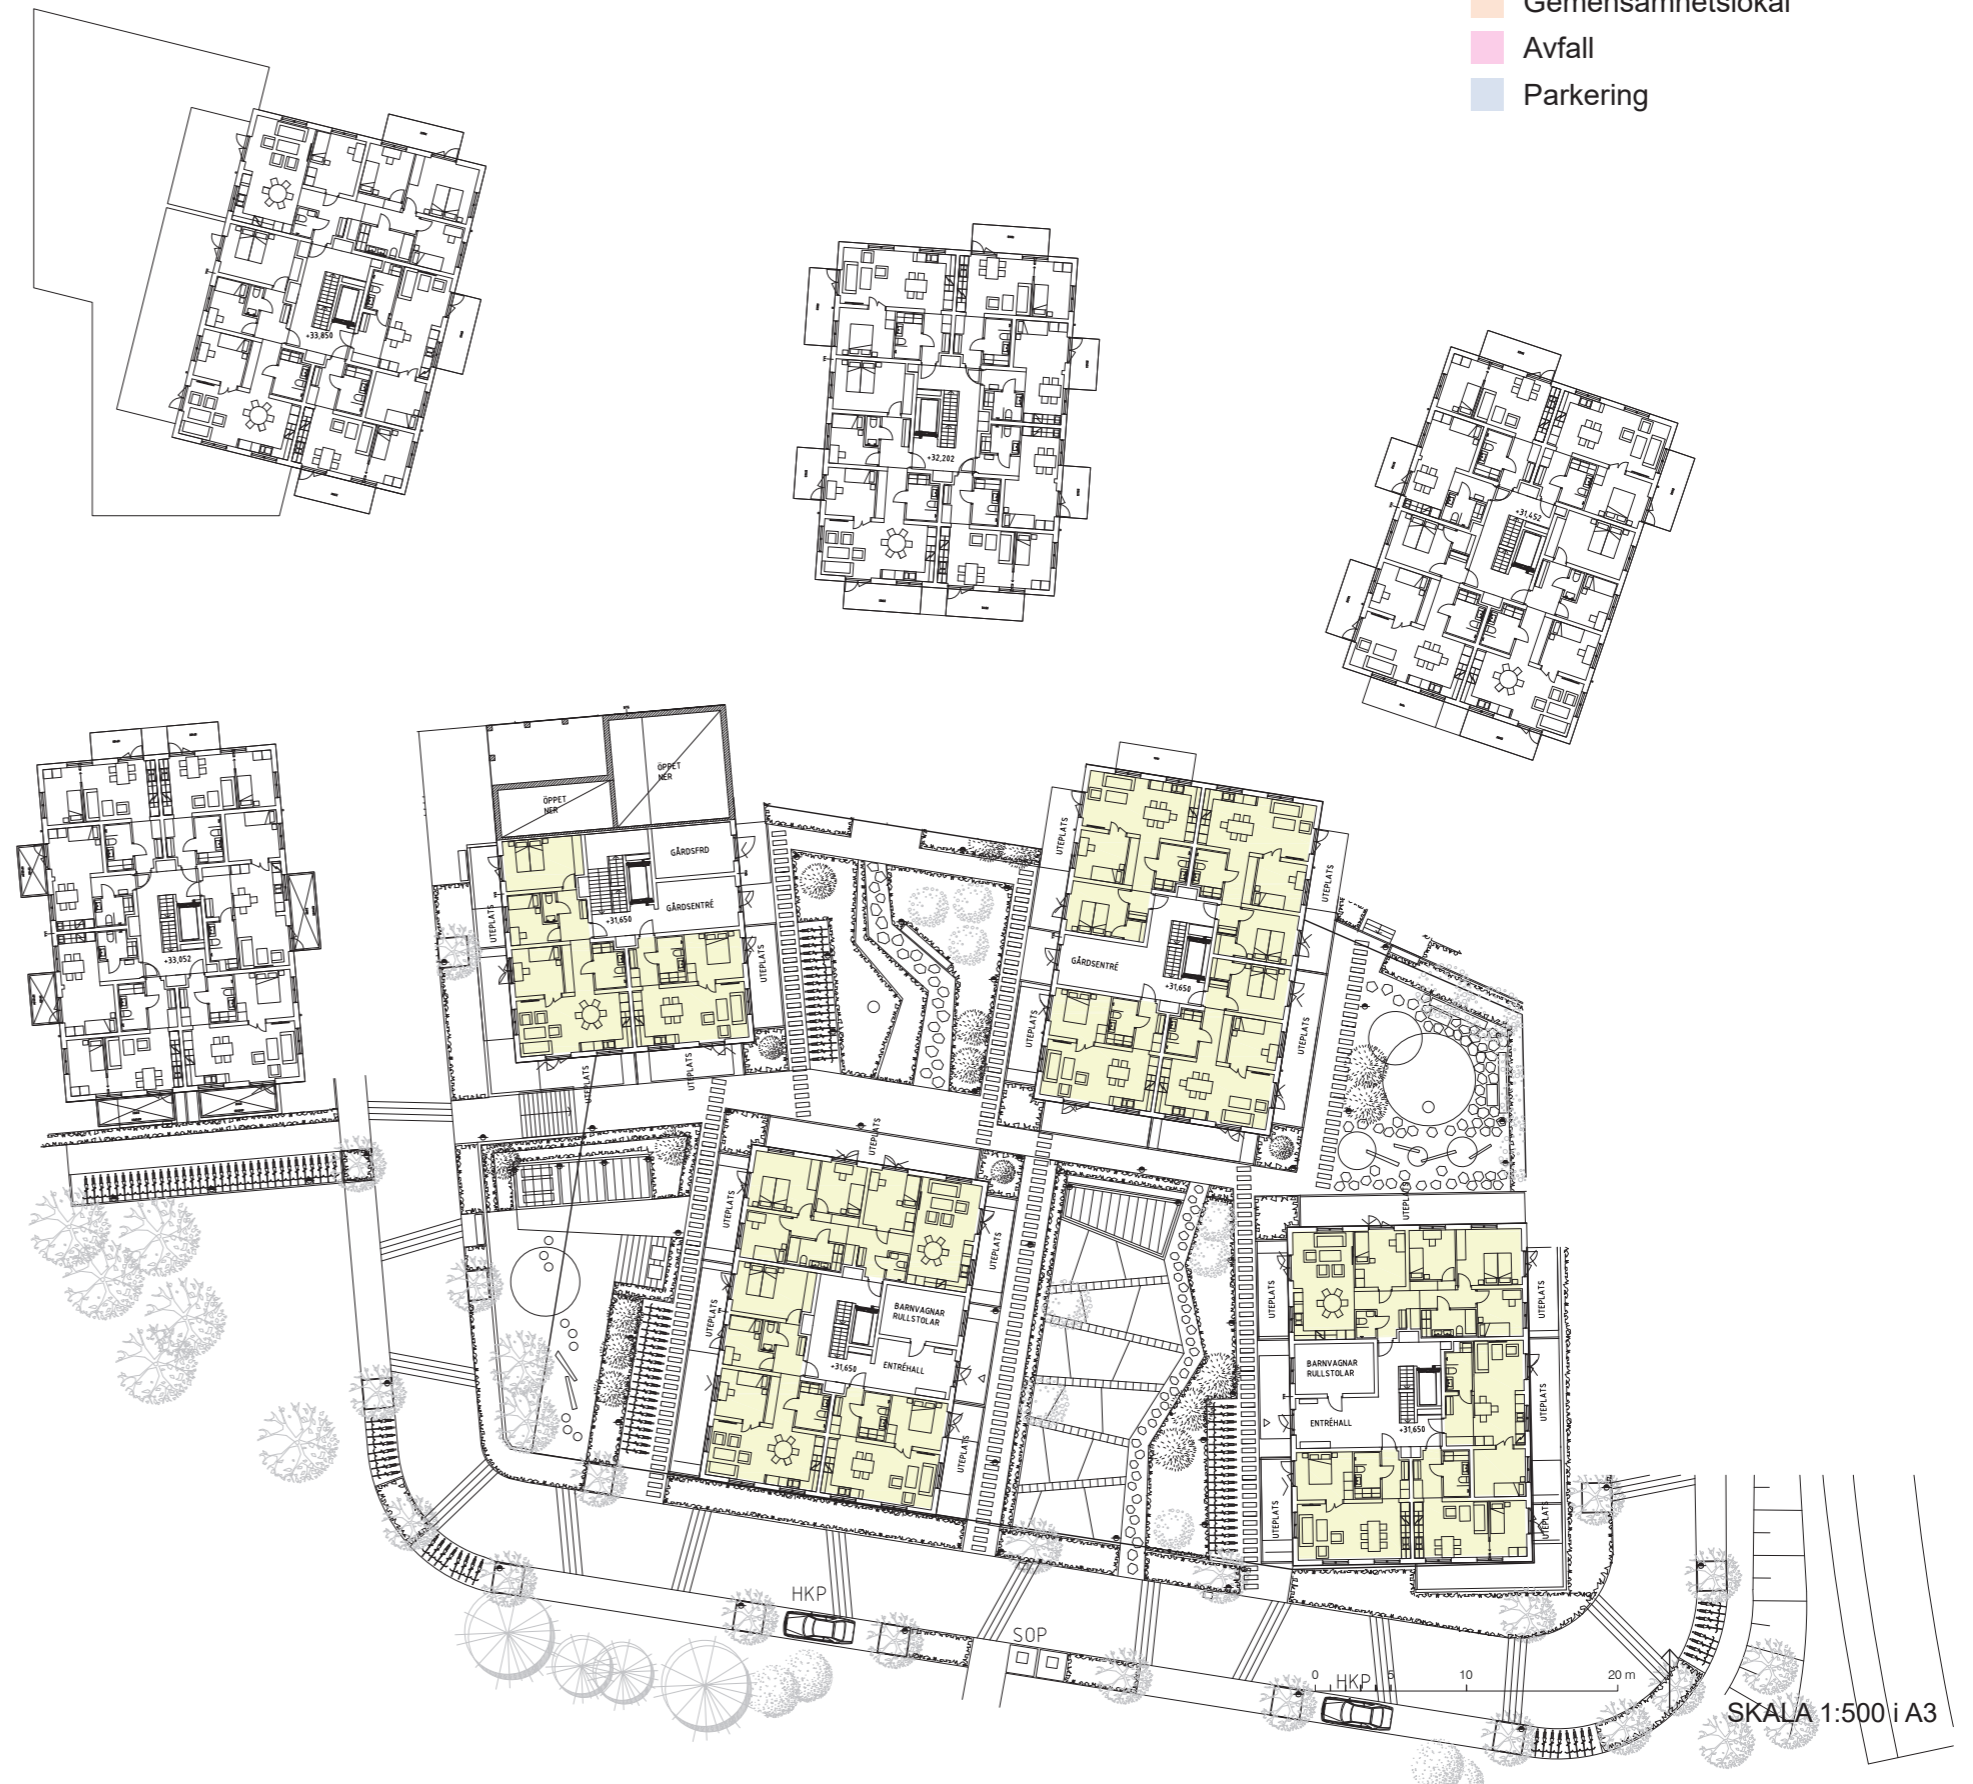 Gemensamhetslokal
Avfall
Parkering
+33,850
+32,202
+31,452
ÖPPET
NER
ÖPPET
NER
GÅRDSFRD
GÅRDSENTRÉ
+31,650
UTEPLATS
UTEPLATS
UTEPLATS
UTEPLATS
+33,052
UTEPLATS
UTEPLATS
GÅRDSENTRÉ
+31,650
UTEPLATS
UTEPLATS
UTEPLATS
UTEPLATS
UTEPLATS
UTEPLATS
UTEPLATS
BARNVAGNAR
RULLSTOLAR
+31,650
ENTRÉHALL
UTEPLATS
UTEPLATS
UTEPLATS
BARNVAGNAR
RULLSTOLAR
UTEPLATS
ENTRÉHALL
+31,650
UTEPLATS
UTEPLATS
HKP
SOP
0
5
10
20 m
HKP
SKALA 1:500 i A3